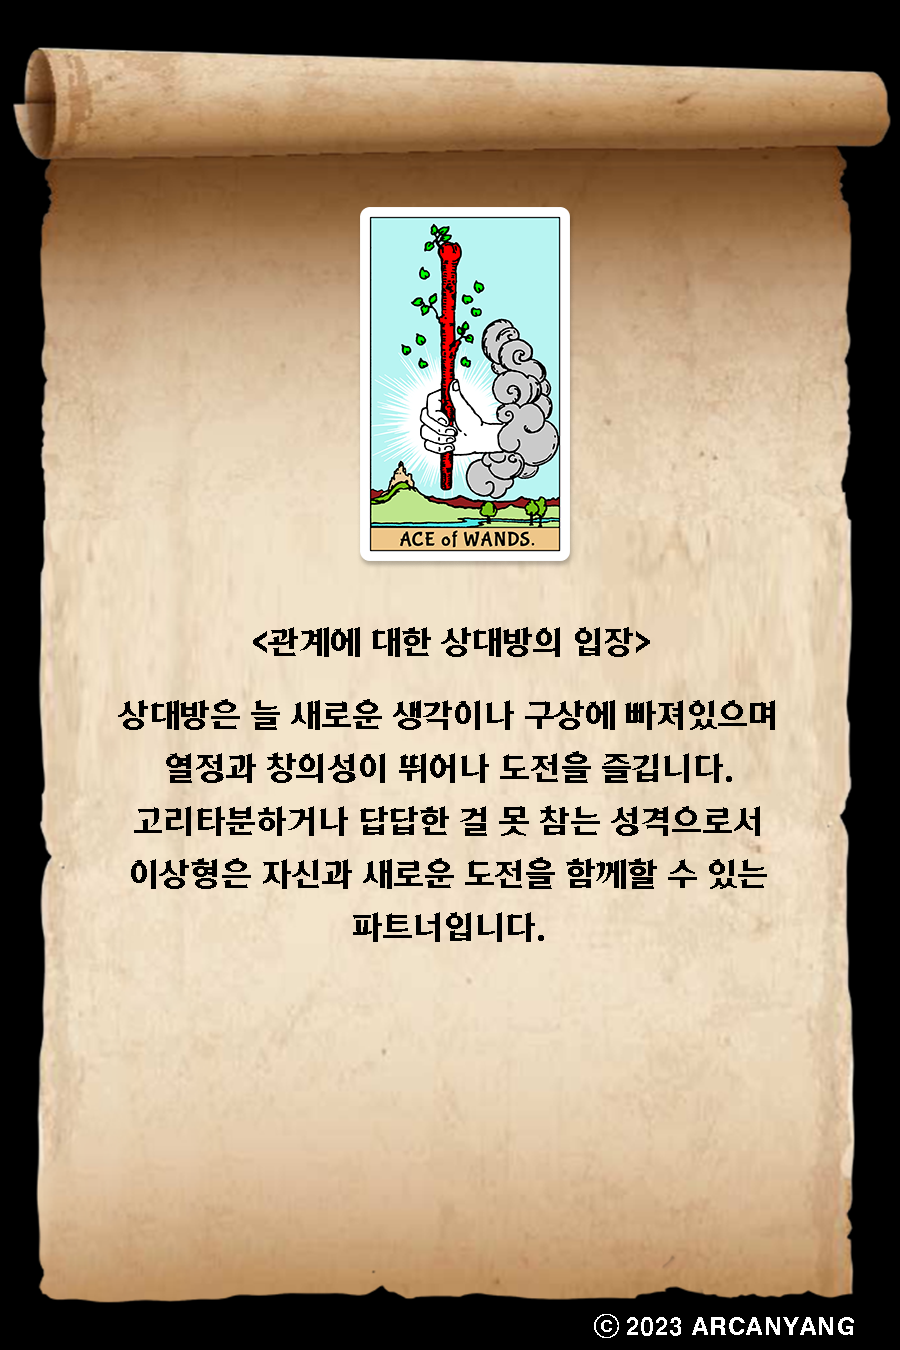 ACE of WANDS.
<관계에 대한 상대방의 입장>
상대방은 늘 새로운 생각이나 구상에 빠져있으며
열정과 창의성이 뛰어나 도전을 즐깁니다.
고리타분하거나 답답한 걸 못 참는 성격으로서
이상형은 자신과 새로운 도전을 함께할 수 있는
파트너입니다.
ⓒ 2023 ARCANYANG